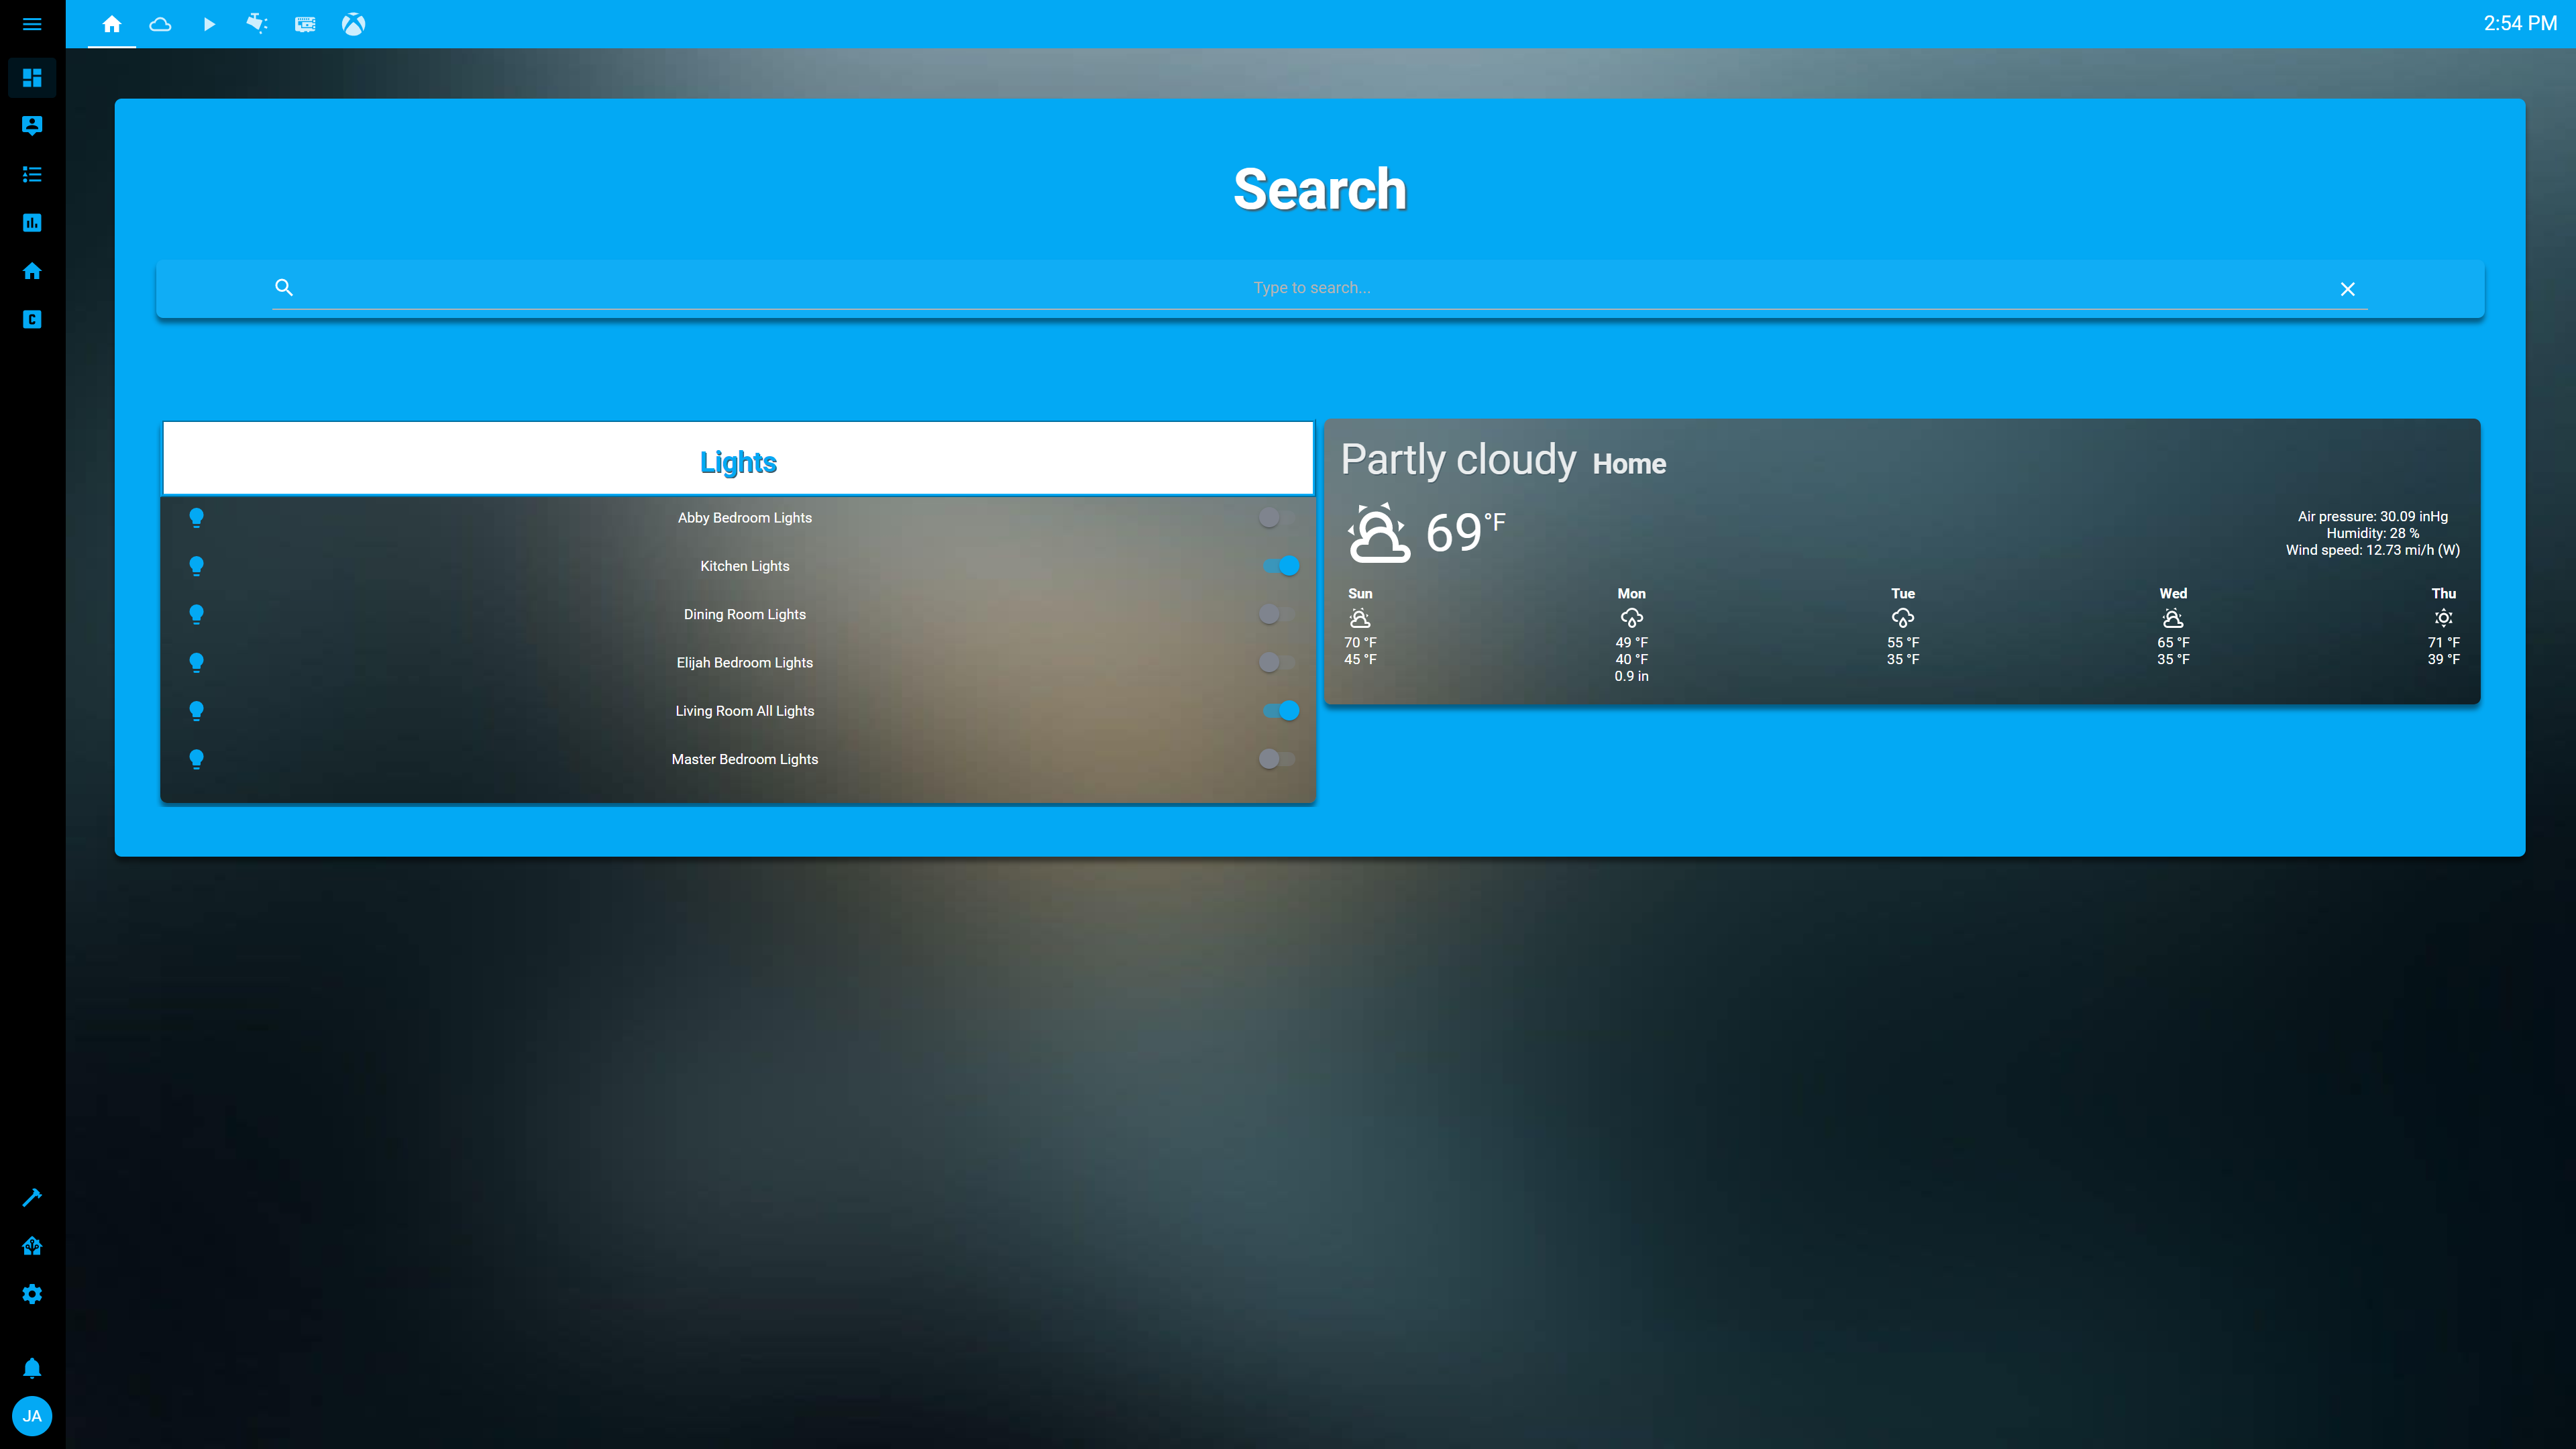 2:54 PM
Search
Type to search...
Lights
Abby Bedroom Lights
Kitchen Lights
Dining Room Lights
Elijah Bedroom Lights
Living Room All Lights
Master Bedroom Lights
Partly cloudy Home
69 °F
Air pressure: 30.09 inHg
Humidity: 28 %
Wind speed: 12.73 mi/h (W)
Sun Mon Tue Wed Thu
70 °F 49 °F 55 °F 65 °F 71 °F
45 °F 40 °F 35 °F 35 °F 39 °F
0.9 in
C
JA